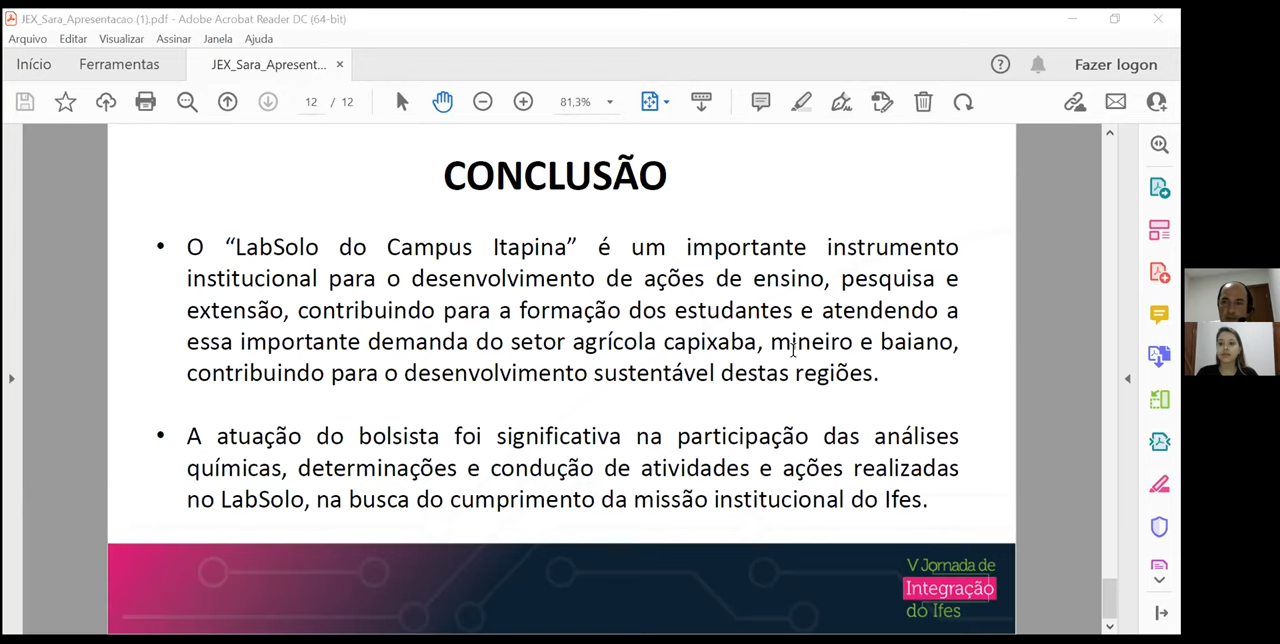 JEX_Sara_Apresentacao (1).pdf - Adobe Acrobat Reader DC (64-bit)
Arquivo Editar Visualizar Assinar Janela Ajuda
Início Ferramentas JEX_Sara_Apresent... × Fazer logon
12 / 12 81,3%
CONCLUSÃO
• O “LabSolo do Campus Itapina” é um importante instrumento
institucional para o desenvolvimento de ações de ensino, pesquisa e
extensão, contribuindo para a formação dos estudantes e atendendo a
essa importante demanda do setor agrícola capixaba, mineiro e baiano,
contribuindo para o desenvolvimento sustentável destas regiões.
• A atuação do bolsista foi significativa na participação das análises
químicas, determinações e condução de atividades e ações realizadas
no LabSolo, na busca do cumprimento da missão institucional do Ifes.
V Jornada de
Integração
do Ifes